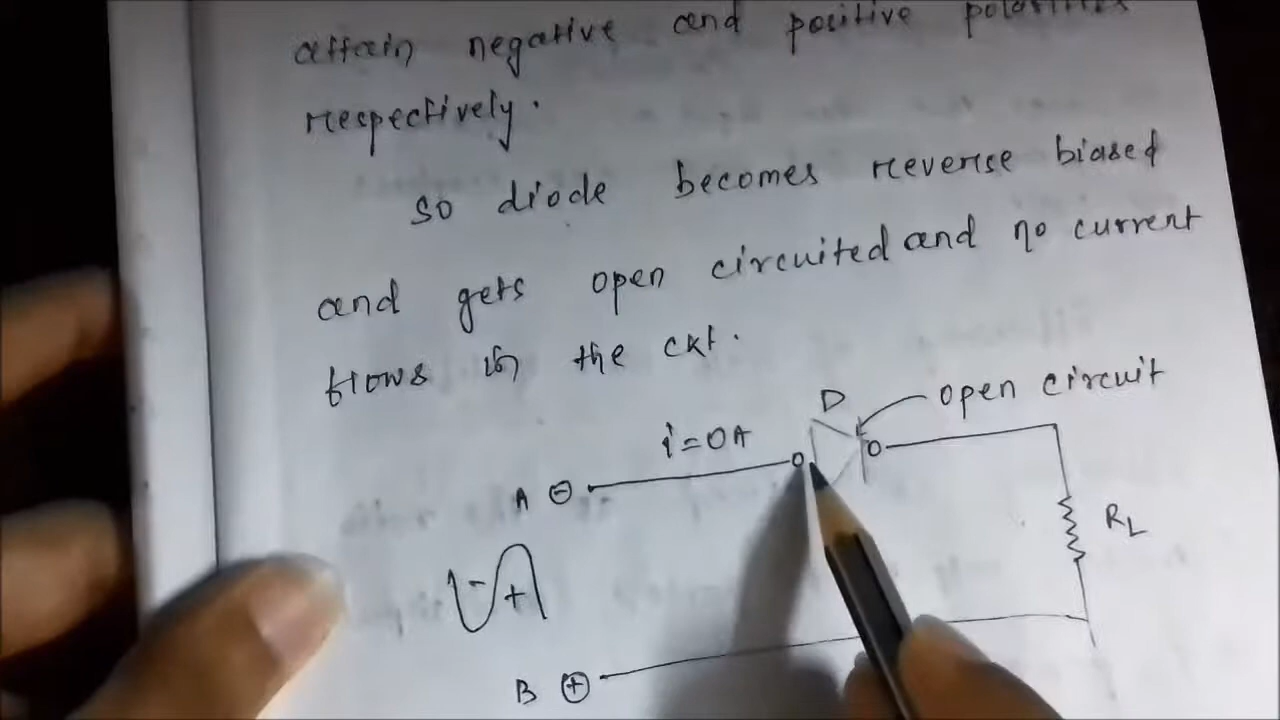 attain negative and positive polarities
respectively.
so diode becomes reverse biased
and gets open circuited and no current
flows in the ckt.
D
open circuit
i=0A
A -
RL
- +
B +